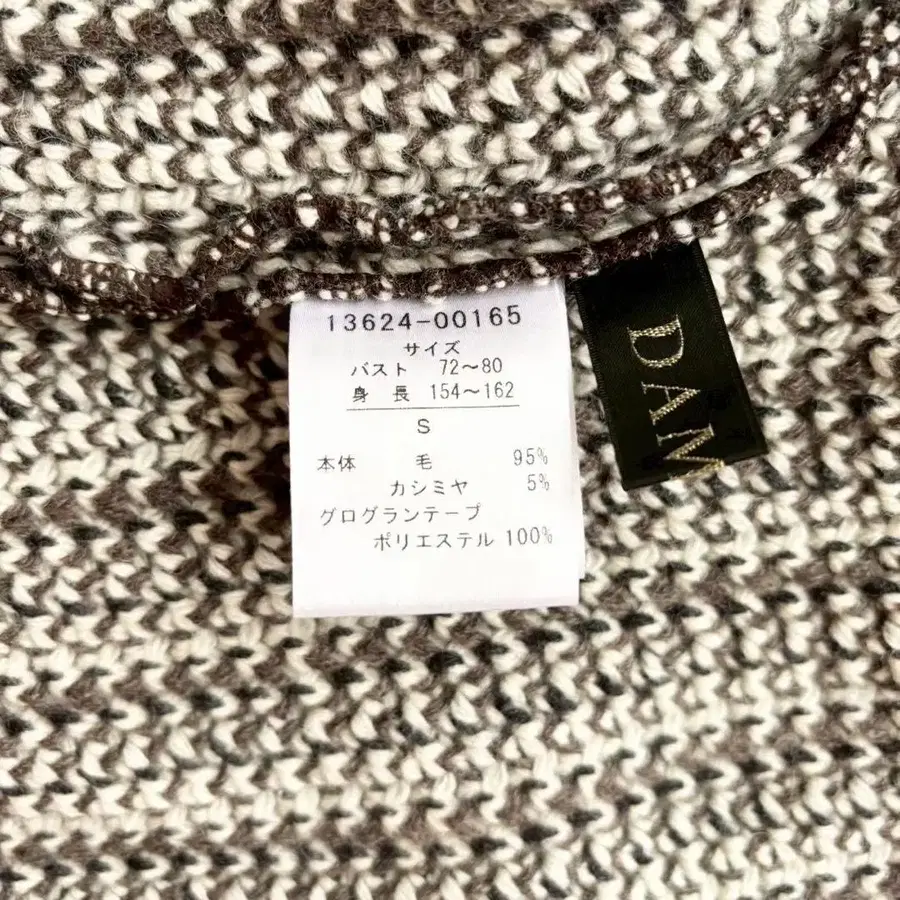 13624-00165
サイズ
バスト 72～80
身長 154～162
S
本体 毛 95%
カシミヤ 5%
グログランテープ
ポリエステル 100%
DAM